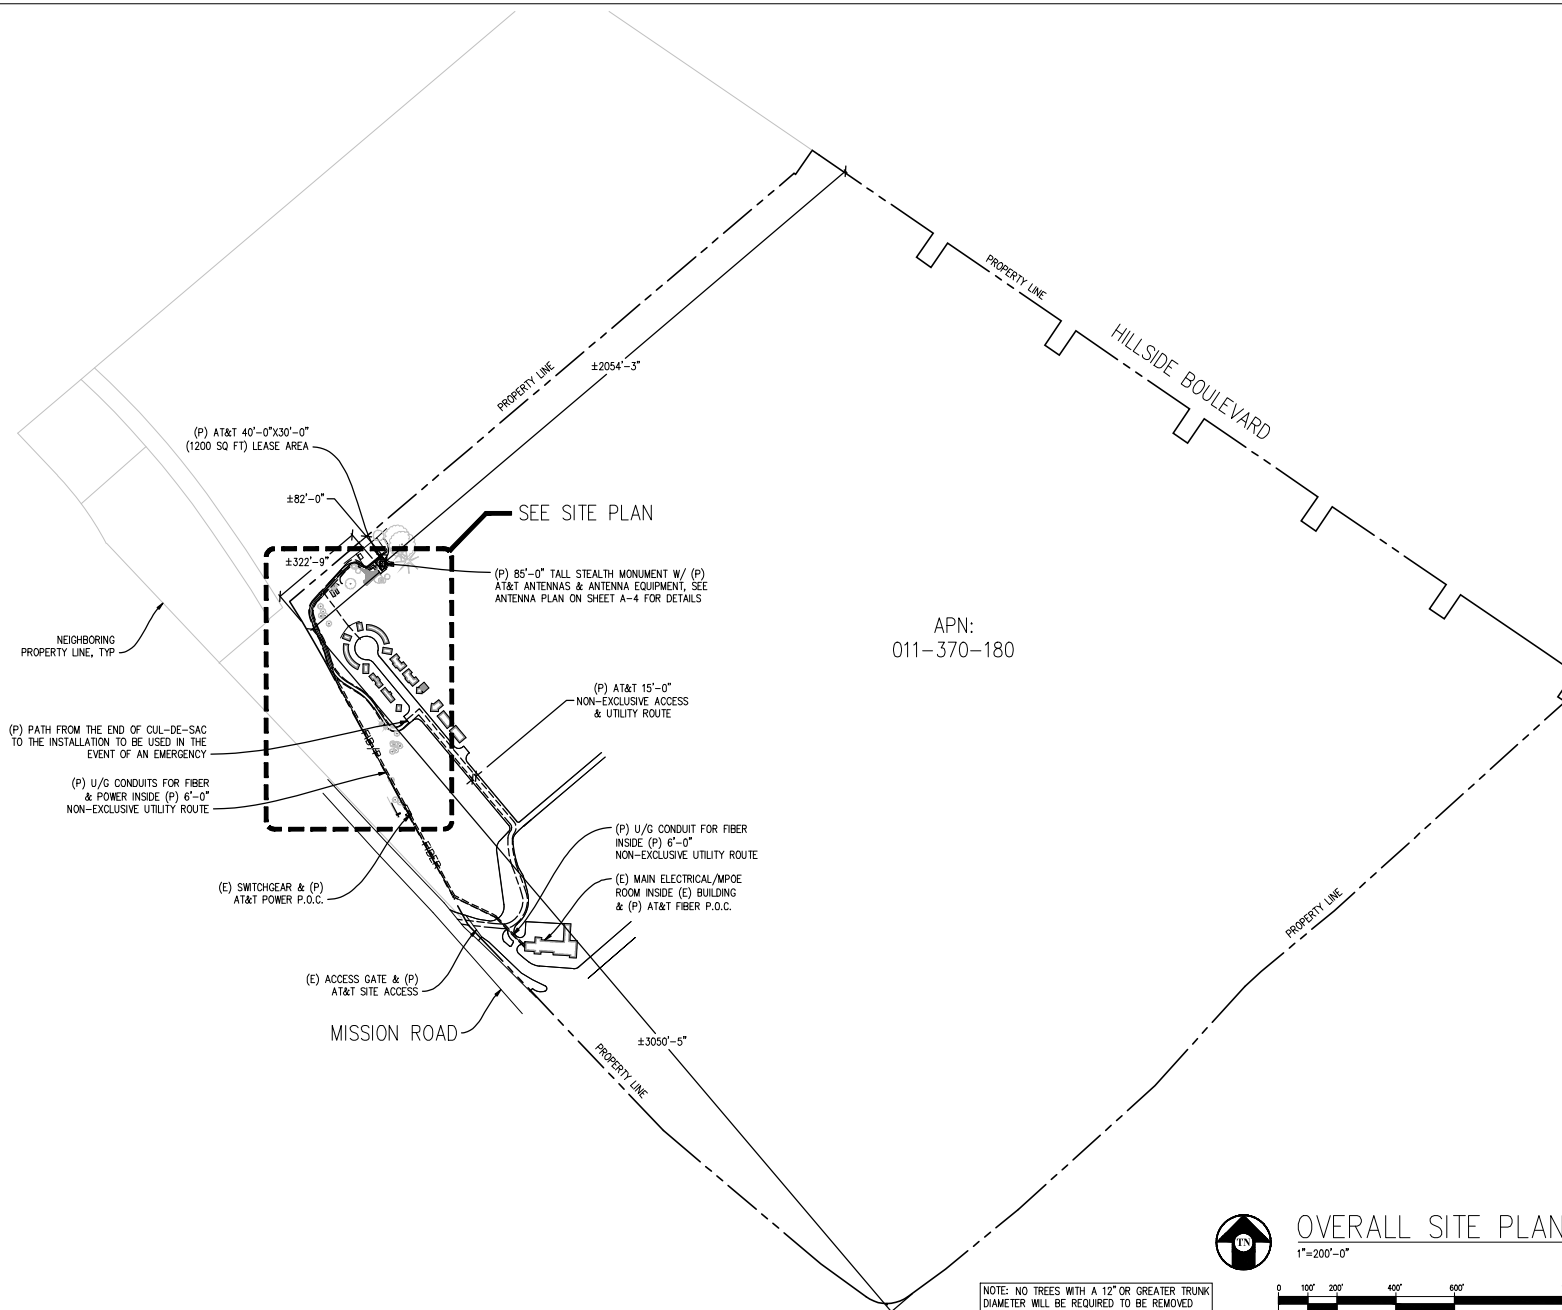 PROPERTY LINE
HILLSIDE BOULEVARD
±2054'-3"
PROPERTY LINE
(P) AT&T 40'-0"X30'-0"
(1200 SQ FT) LEASE AREA
±82'-0"
SEE SITE PLAN
±322'-9"
(P) 85'-0" TALL STEALTH MONUMENT W/ (P)
AT&T ANTENNAS & ANTENNA EQUIPMENT, SEE
ANTENNA PLAN ON SHEET A-4 FOR DETAILS
APN:
011-370-180
NEIGHBORING
PROPERTY LINE, TYP
(P) AT&T 15'-0"
NON-EXCLUSIVE ACCESS
& UTILITY ROUTE
(P) PATH FROM THE END OF CUL-DE-SAC
TO THE INSTALLATION TO BE USED IN THE
EVENT OF AN EMERGENCY
FIB/P
(P) U/G CONDUITS FOR FIBER
& POWER INSIDE (P) 6'-0"
NON-EXCLUSIVE UTILITY ROUTE
(P) U/G CONDUIT FOR FIBER
INSIDE (P) 6'-0"
NON-EXCLUSIVE UTILITY ROUTE
FIBER
(E) MAIN ELECTRICAL/MPOE
ROOM INSIDE (E) BUILDING
& (P) AT&T FIBER P.O.C.
(E) SWITCHGEAR & (P)
AT&T POWER P.O.C.
PROPERTY LINE
(E) ACCESS GATE & (P)
AT&T SITE ACCESS
MISSION ROAD
±3050'-5"
PROPERTY LINE
TN
OVERALL SITE PLAN
1"=200'-0"
0 100' 200' 400' 600'
NOTE: NO TREES WITH A 12" OR GREATER TRUNK
DIAMETER WILL BE REQUIRED TO BE REMOVED